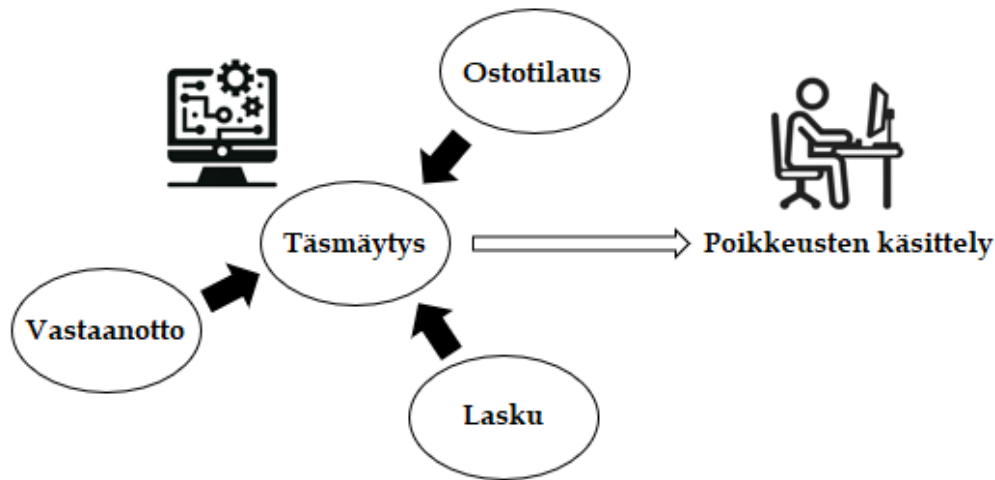 Ostotilaus
Täsmäytys
Poikkeusten käsittely
Vastaanotto
Lasku